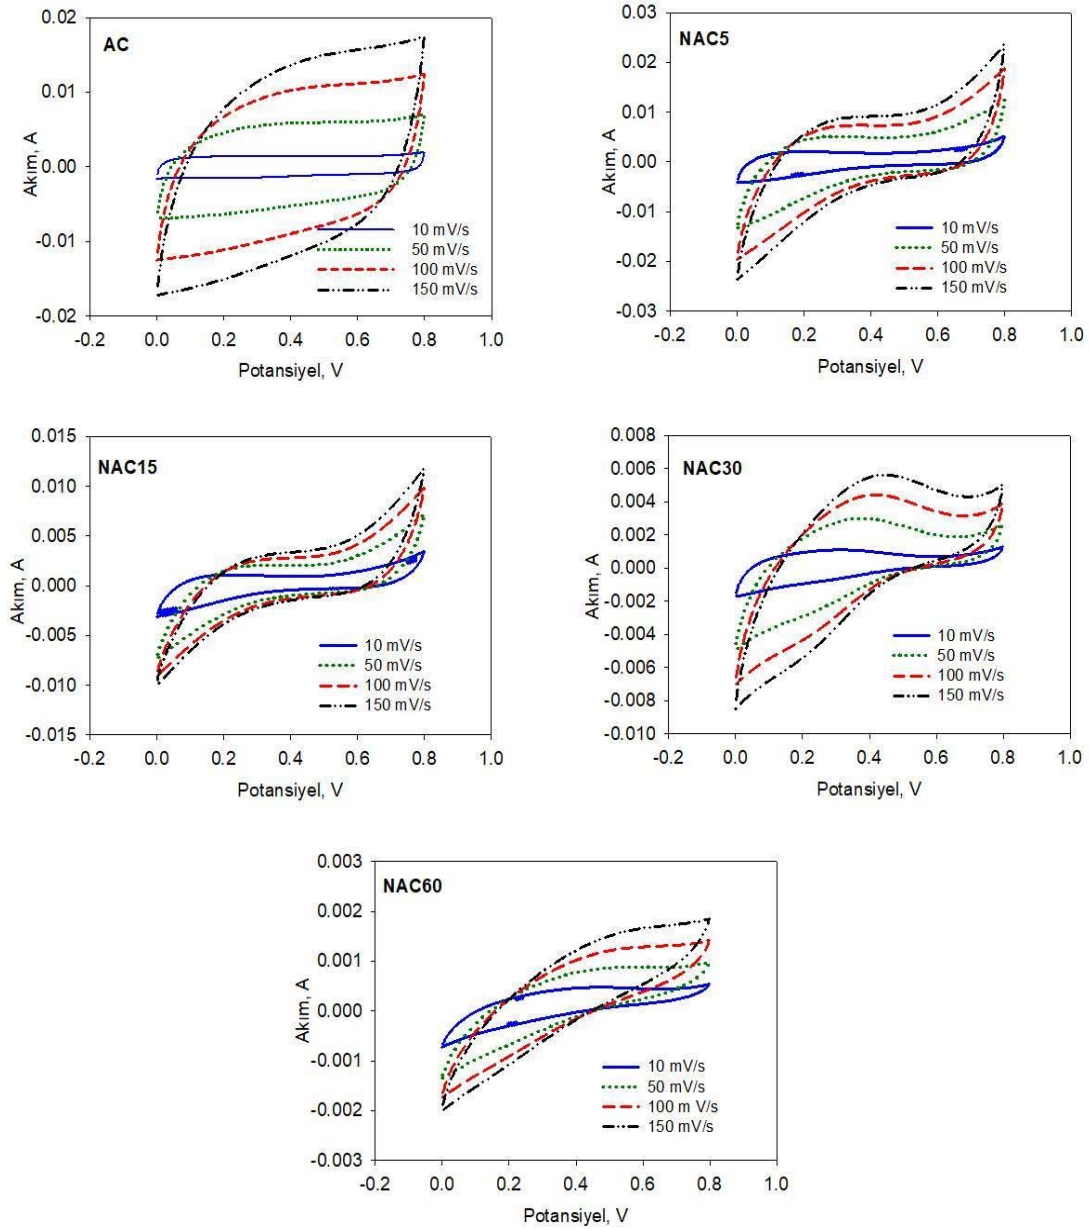 AC
0.02
0.01
0.00
-0.01
-0.02
Akım, A
10 mV/s
50 mV/s
100 mV/s
150 mV/s
-0.2 0.0 0.2 0.4 0.6 0.8 1.0
Potansiyel, V
NAC5
0.03
0.02
0.01
0.00
-0.01
-0.02
-0.03
Akım, A
10 mV/s
50 mV/s
100 mV/s
150 mV/s
-0.2 0.0 0.2 0.4 0.6 0.8 1.0
Potansiyel, V
NAC15
0.015
0.010
0.005
0.000
-0.005
-0.010
-0.015
Akım, A
10 mV/s
50 mV/s
100 mV/s
150 mV/s
-0.2 0.0 0.2 0.4 0.6 0.8 1.0
Potansiyel, V
NAC30
0.008
0.006
0.004
0.002
0.000
-0.002
-0.004
-0.006
-0.008
-0.010
Akım, A
10 mV/s
50 mV/s
100 mV/s
150 mV/s
-0.2 0.0 0.2 0.4 0.6 0.8 1.0
Potansiyel, V
NAC60
0.003
0.002
0.001
0.000
-0.001
-0.002
-0.003
Akım, A
10 mV/s
50 mV/s
100 m V/s
150 mV/s
-0.2 0.0 0.2 0.4 0.6 0.8 1.0
Potansiyel, V